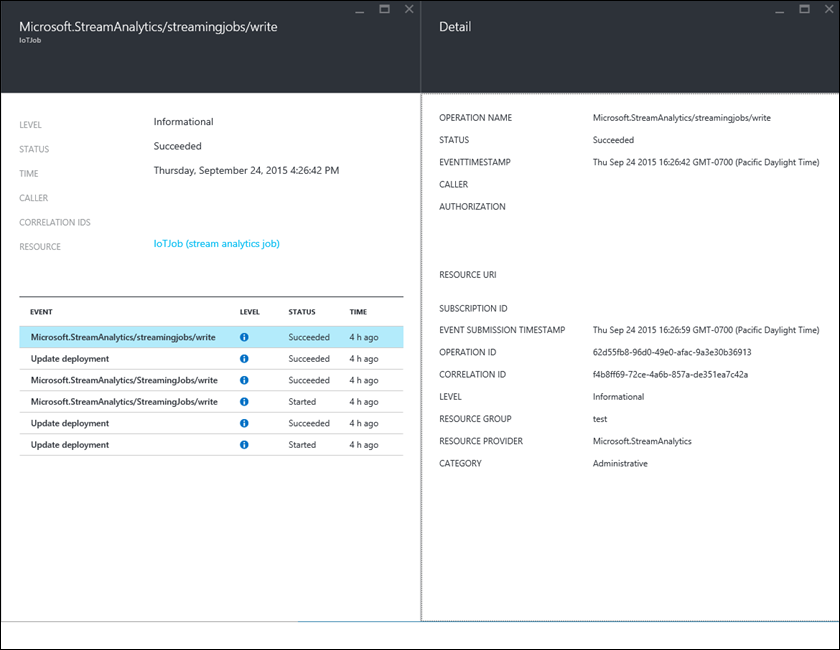 Microsoft.StreamAnalytics/streamingjobs/write
IoTJob
LEVEL Informational
STATUS Succeeded
TIME Thursday, September 24, 2015 4:26:42 PM
CALLER
CORRELATION IDS
RESOURCE IoTJob (stream analytics job)
EVENT LEVEL STATUS TIME
Microsoft.StreamAnalytics/streamingjobs/write Succeeded 4 h ago
Update deployment Succeeded 4 h ago
Microsoft.StreamAnalytics/StreamingJobs/write Succeeded 4 h ago
Microsoft.StreamAnalytics/StreamingJobs/write Started 4 h ago
Update deployment Succeeded 4 h ago
Update deployment Started 4 h ago
Detail
OPERATION NAME Microsoft.StreamAnalytics/streamingjobs/write
STATUS Succeeded
EVENTTIMESTAMP Thu Sep 24 2015 16:26:42 GMT-0700 (Pacific Daylight Time)
CALLER
AUTHORIZATION
RESOURCE URI
SUBSCRIPTION ID
EVENT SUBMISSION TIMESTAMP Thu Sep 24 2015 16:26:59 GMT-0700 (Pacific Daylight Time)
OPERATION ID 62d55fb8-96d0-49e0-afac-9a3e30b36913
CORRELATION ID f4b8ff69-72ce-4a6b-857a-de351ea7c42a
LEVEL Informational
RESOURCE GROUP test
RESOURCE PROVIDER Microsoft.StreamAnalytics
CATEGORY Administrative